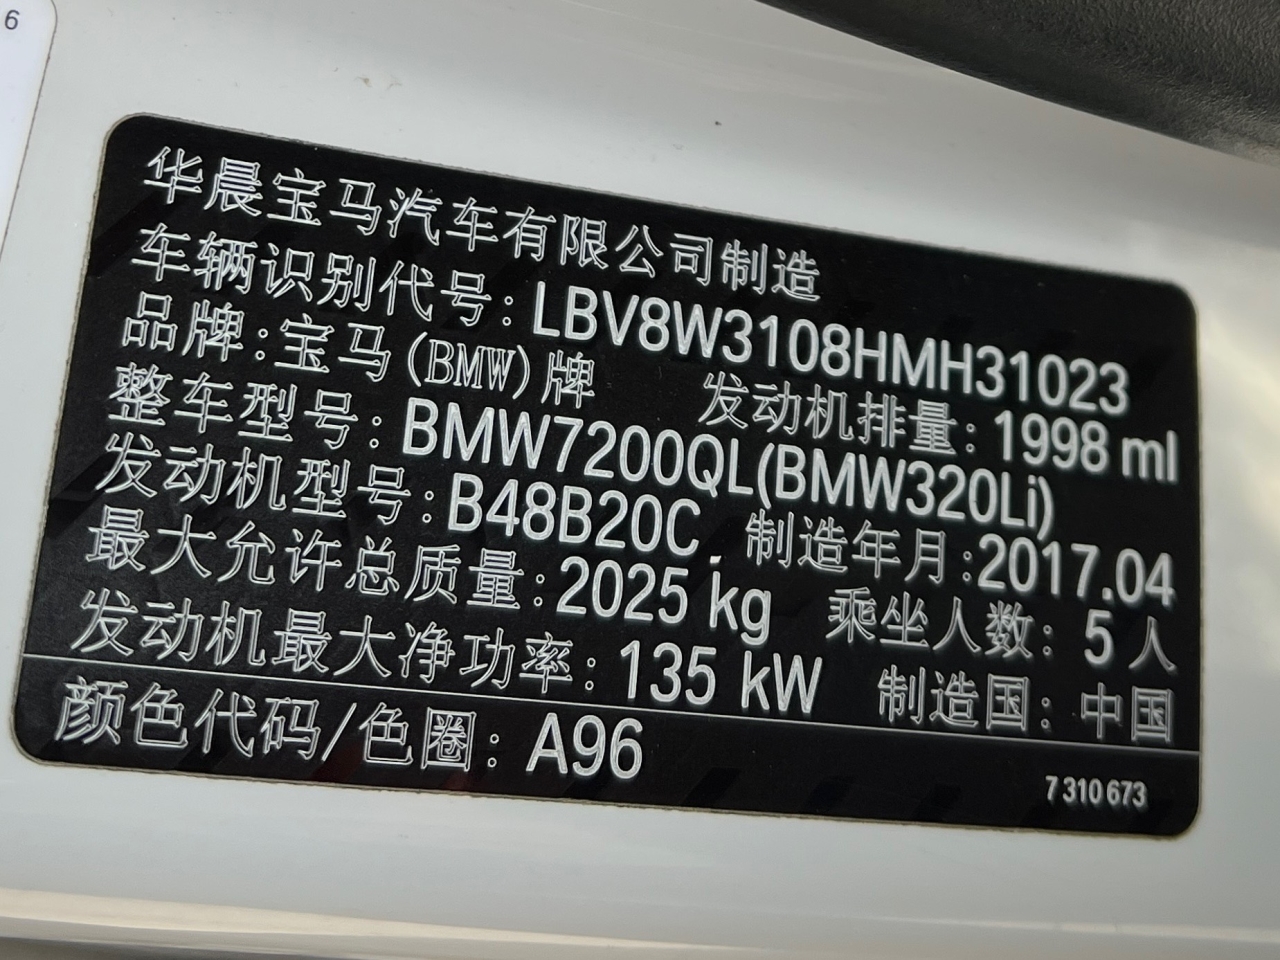 6
华晨宝马汽车有限公司制造
车辆识别代号：LBV8W3108HMH31023
品牌：宝马(BMW)牌 发动机排量：1998 ml
整车型号：BMW7200QL(BMW320Li)
发动机型号：B48B20C . 制造年月：2017.04
最大允许总质量：2025 kg 乘坐人数：5 人
发动机最大净功率：135 kW 制造国：中国
颜色代码/色圈：A96
7 310 673